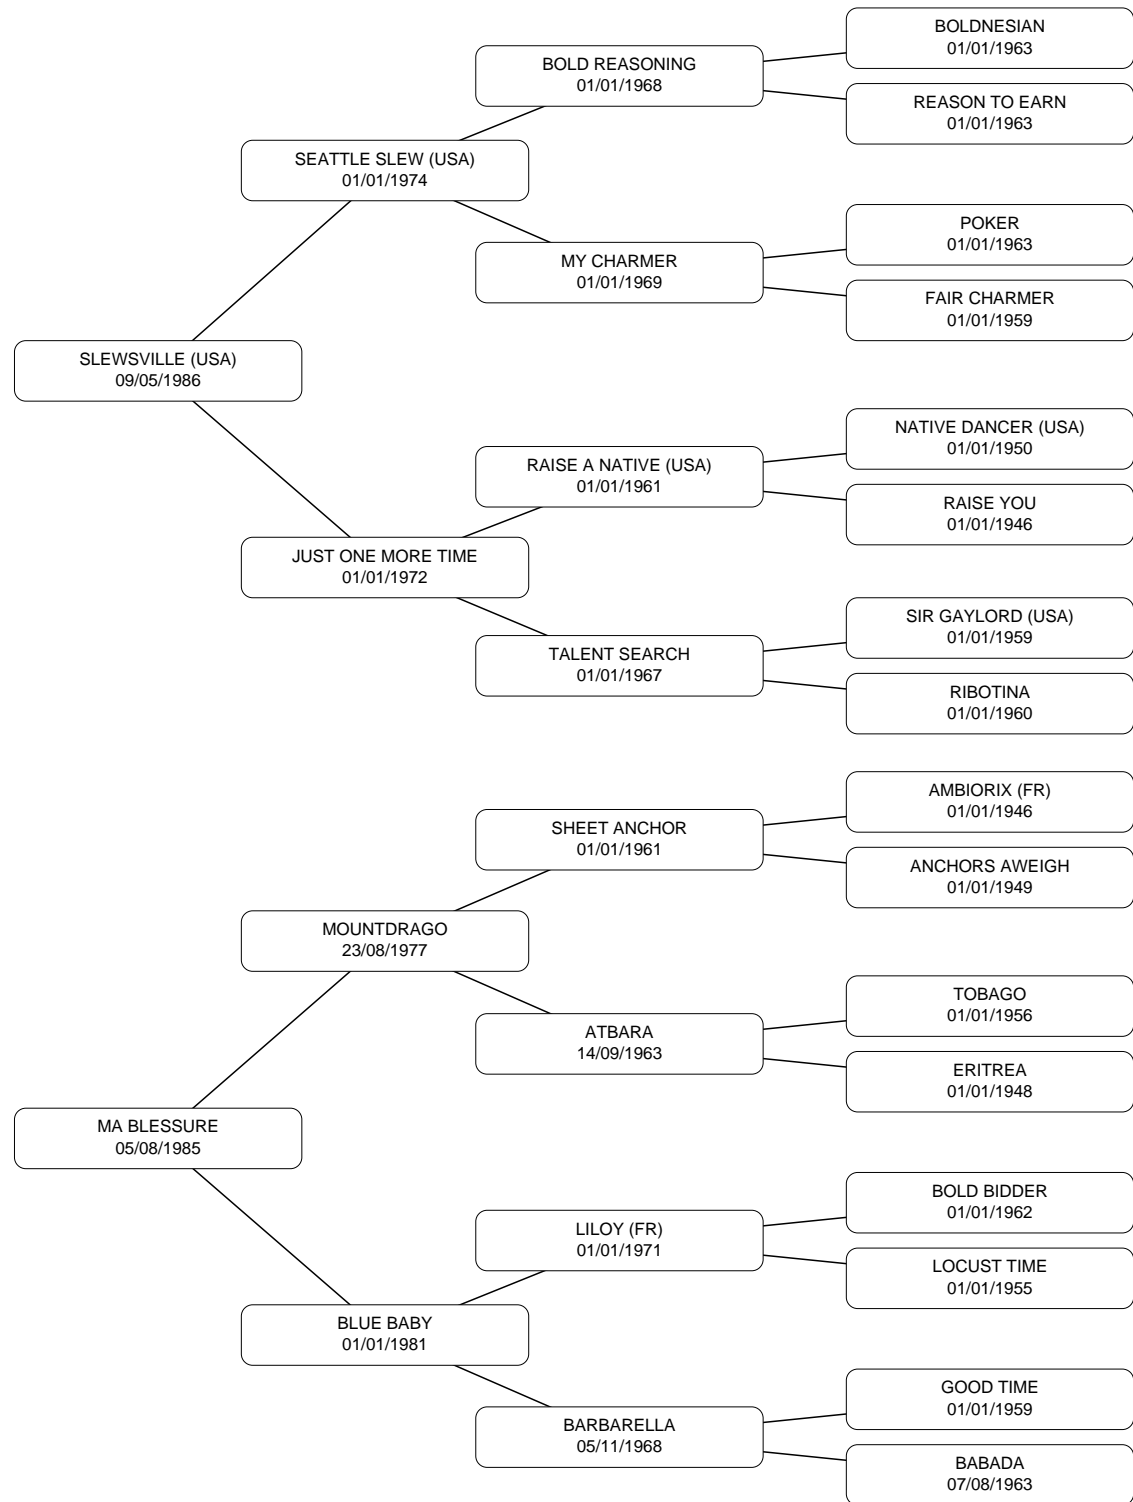 BOLDNESIAN
01/01/1963
BOLD REASONING
01/01/1968
REASON TO EARN
01/01/1963
SEATTLE SLEW (USA)
01/01/1974
POKER
01/01/1963
MY CHARMER
01/01/1969
FAIR CHARMER
01/01/1959
SLEWSVILLE (USA)
09/05/1986
NATIVE DANCER (USA)
01/01/1950
RAISE A NATIVE (USA)
01/01/1961
RAISE YOU
01/01/1946
JUST ONE MORE TIME
01/01/1972
SIR GAYLORD (USA)
01/01/1959
TALENT SEARCH
01/01/1967
RIBOTINA
01/01/1960
AMBIORIX (FR)
01/01/1946
SHEET ANCHOR
01/01/1961
ANCHORS AWEIGH
01/01/1949
MOUNTDRAGO
23/08/1977
TOBAGO
01/01/1956
ATBARA
14/09/1963
ERITREA
01/01/1948
MA BLESSURE
05/08/1985
BOLD BIDDER
01/01/1962
LILOY (FR)
01/01/1971
LOCUST TIME
01/01/1955
BLUE BABY
01/01/1981
GOOD TIME
01/01/1959
BARBARELLA
05/11/1968
BABADA
07/08/1963